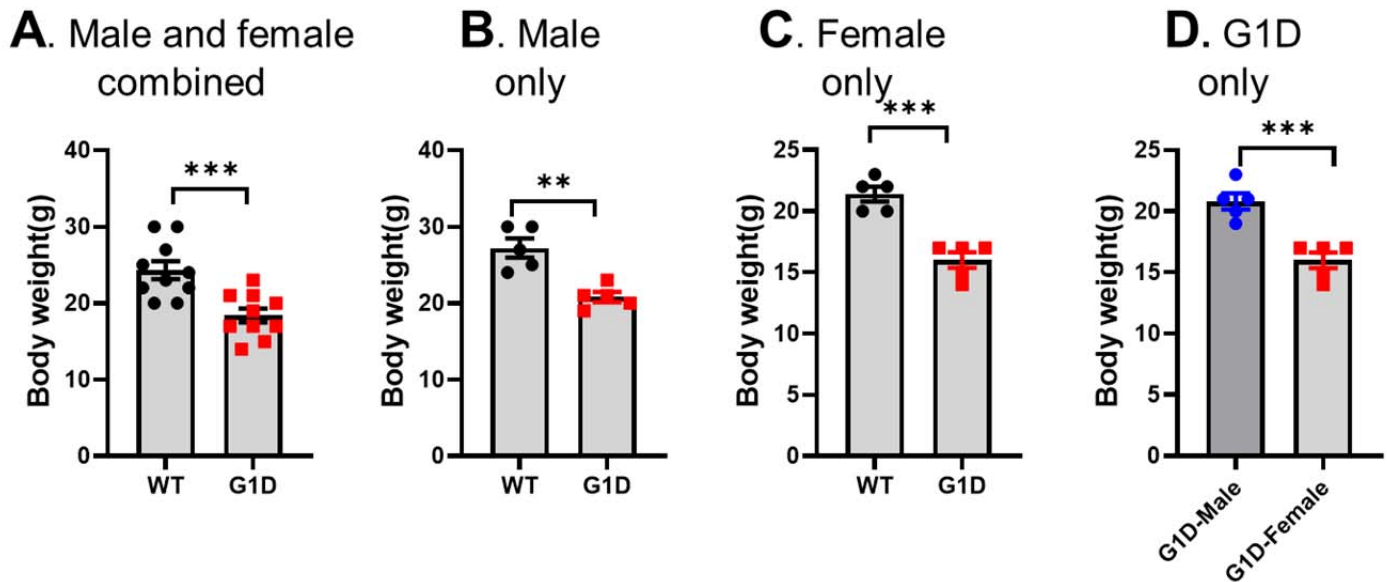 A. Male and female
combined
***
40
30
20
10
0
Body weight(g)
WT G1D
B. Male
only
**
40
30
20
10
0
Body weight(g)
WT G1D
C. Female
only
***
25
20
15
10
5
0
Body weight(g)
WT G1D
D. G1D
only
***
25
20
15
10
5
0
Body weight(g)
G1D-Male
G1D-Female